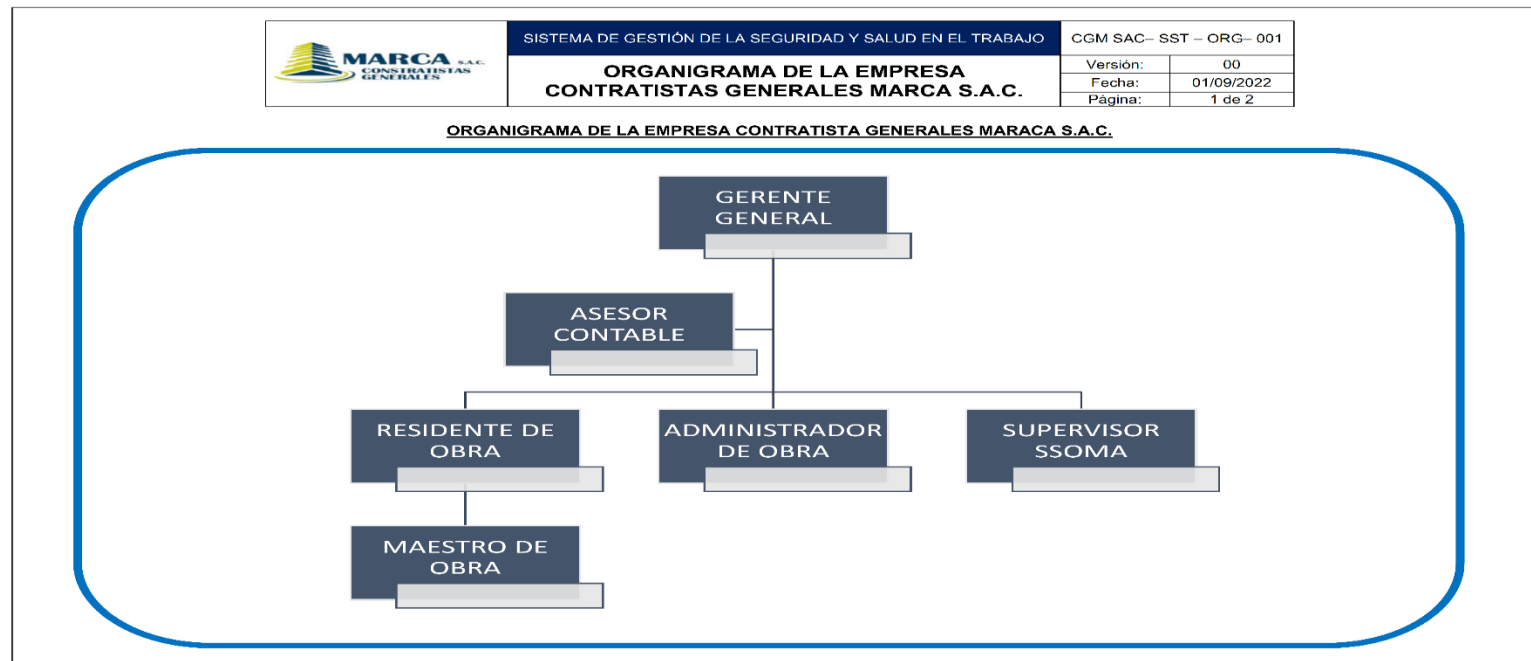 MARCA S.A.C.
CONSTRATISTAS
GENERALES
SISTEMA DE GESTIÓN DE LA SEGURIDAD Y SALUD EN EL TRABAJO
ORGANIGRAMA DE LA EMPRESA
CONTRATISTAS GENERALES MARCA S.A.C.
CGM SAC– SST – ORG– 001
Versión: 00
Fecha: 01/09/2022
Página: 1 de 2
ORGANIGRAMA DE LA EMPRESA CONTRATISTA GENERALES MARACA S.A.C.
GERENTE
GENERAL
ASESOR
CONTABLE
RESIDENTE DE
OBRA
ADMINISTRADOR
DE OBRA
SUPERVISOR
SSOMA
MAESTRO DE
OBRA